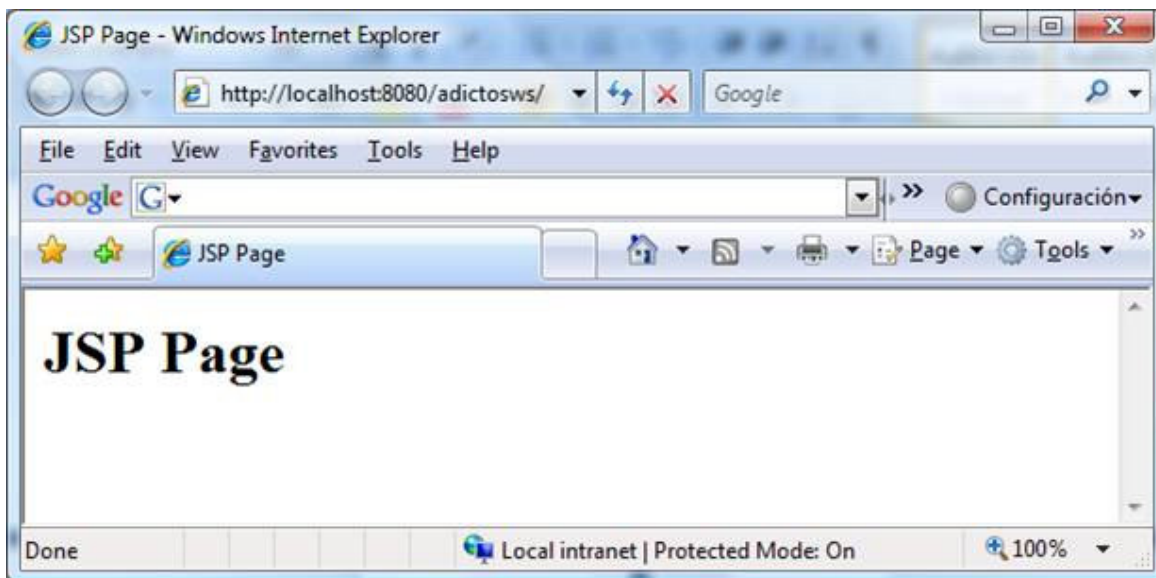 JSP Page - Windows Internet Explorer
http://localhost:8080/adictosws/ Google
File Edit View Favorites Tools Help
Google G Configuración
JSP Page Page Tools
JSP Page
Done Local intranet | Protected Mode: On 100%